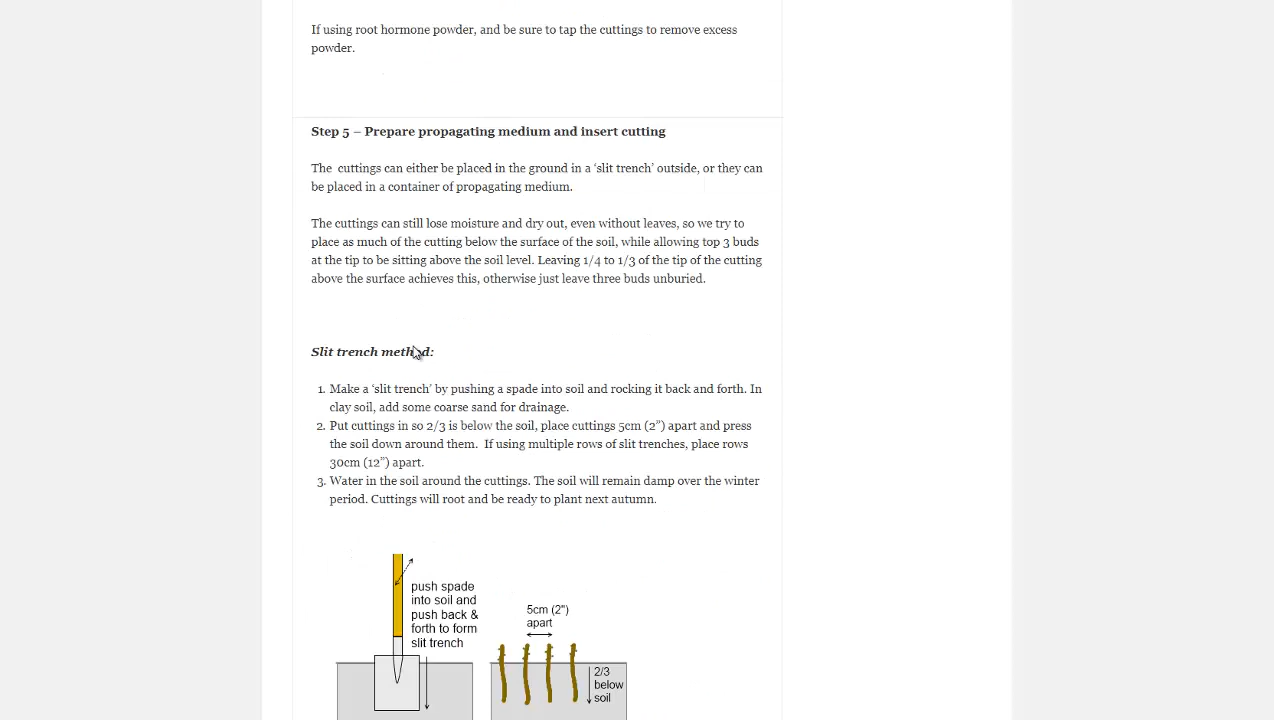 If using root hormone powder, and be sure to tap the cuttings to remove excess
powder.
Step 5 – Prepare propagating medium and insert cutting
The  cuttings can either be placed in the ground in a ‘slit trench’ outside, or they can
be placed in a container of propagating medium.
The cuttings can still lose moisture and dry out, even without leaves, so we try to
place as much of the cutting below the surface of the soil, while allowing top 3 buds
at the tip to be sitting above the soil level. Leaving 1/4 to 1/3 of the tip of the cutting
above the surface achieves this, otherwise just leave three buds unburied.
Slit trench method:
1. Make a ‘slit trench’ by pushing a spade into soil and rocking it back and forth. In
clay soil, add some coarse sand for drainage.
2. Put cuttings in so 2/3 is below the soil, place cuttings 5cm (2”) apart and press
the soil down around them.  If using multiple rows of slit trenches, place rows
30cm (12”) apart.
3. Water in the soil around the cuttings. The soil will remain damp over the winter
period. Cuttings will root and be ready to plant next autumn.
push spade
into soil and
push back &
forth to form
slit trench
5cm (2")
apart
2/3
below
soil